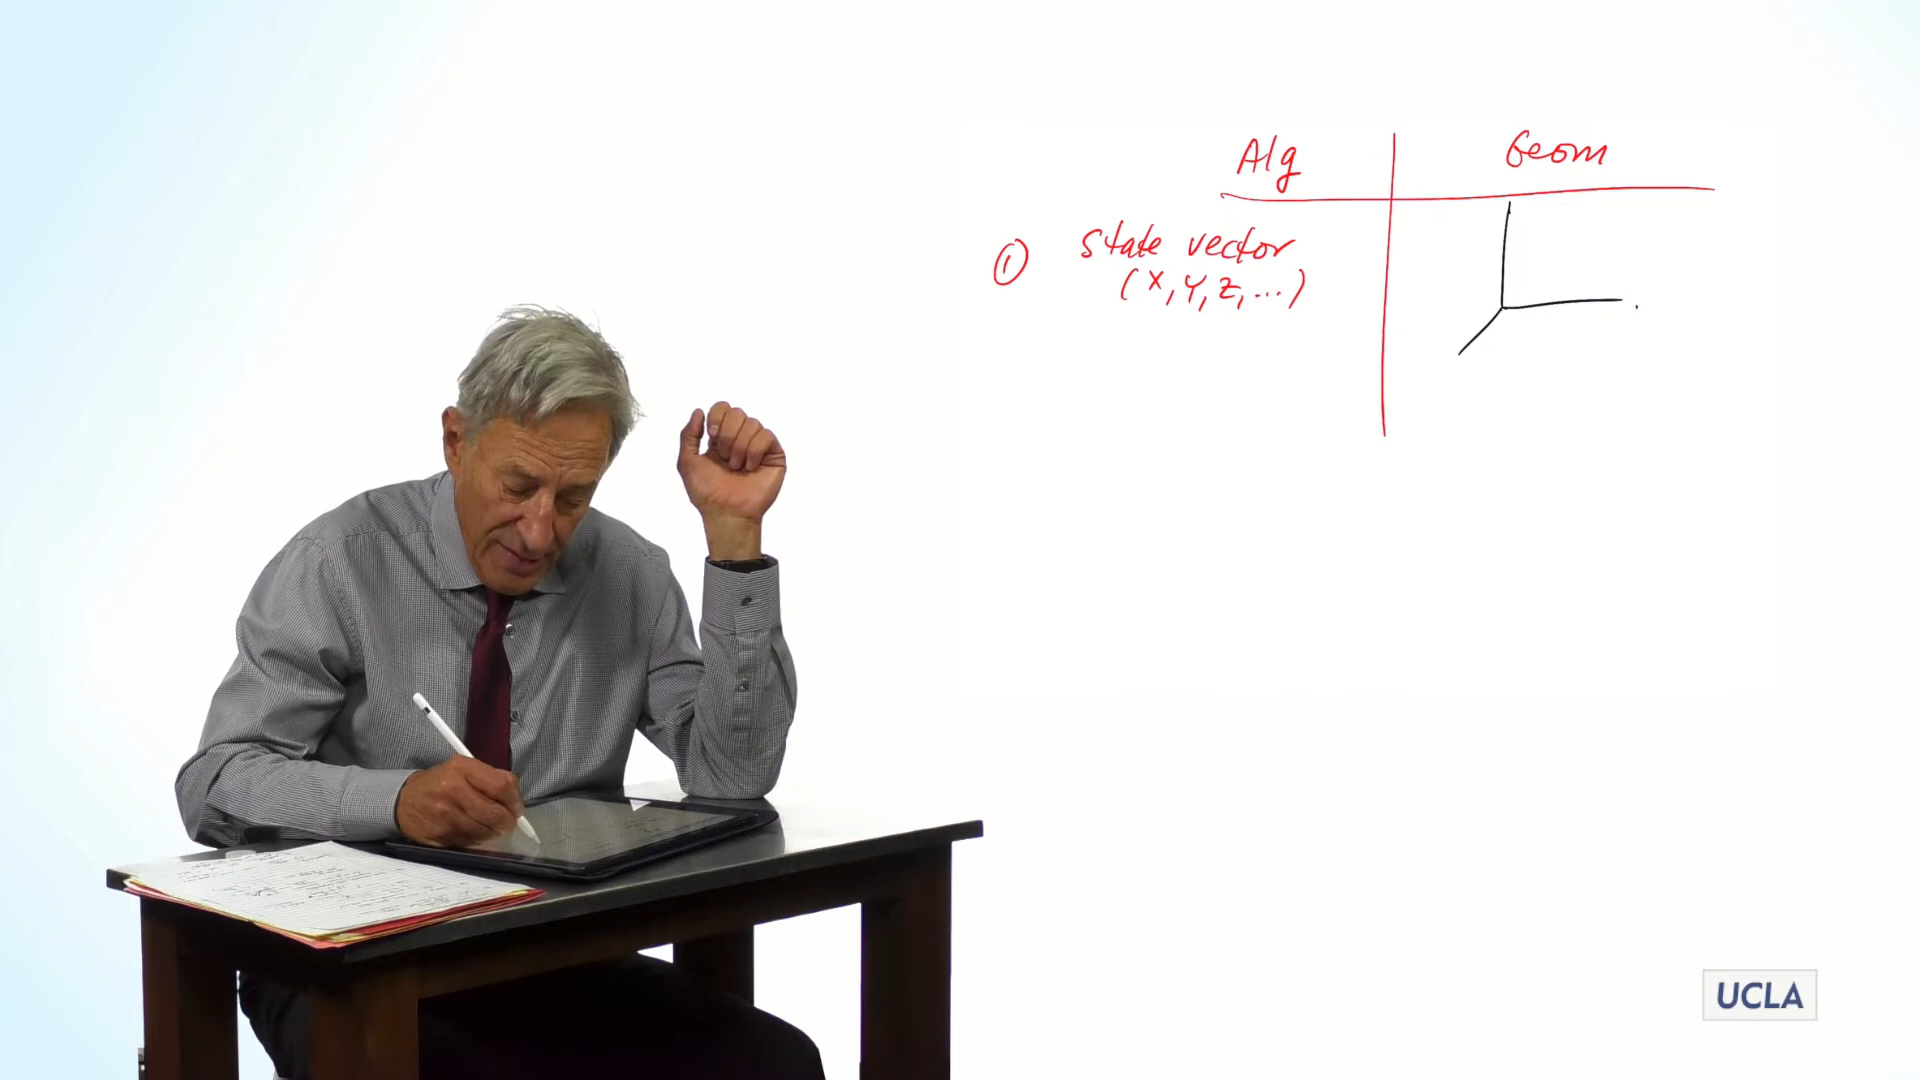 Alg Geom
① state vector
(X, Y, Z, ...)
UCLA